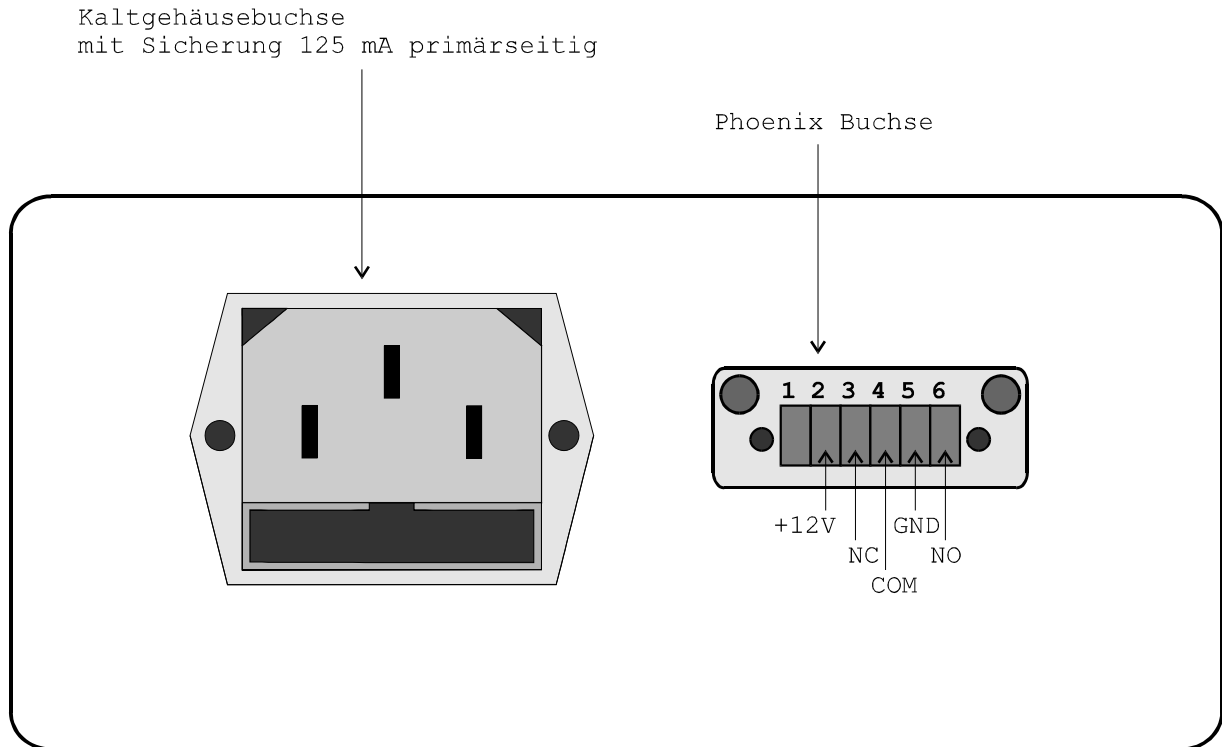 Kaltgehäusebuchse
mit Sicherung 125 mA primärseitig
Phoenix Buchse
1 2 3 4 5 6
+12V GND
NC NO
COM